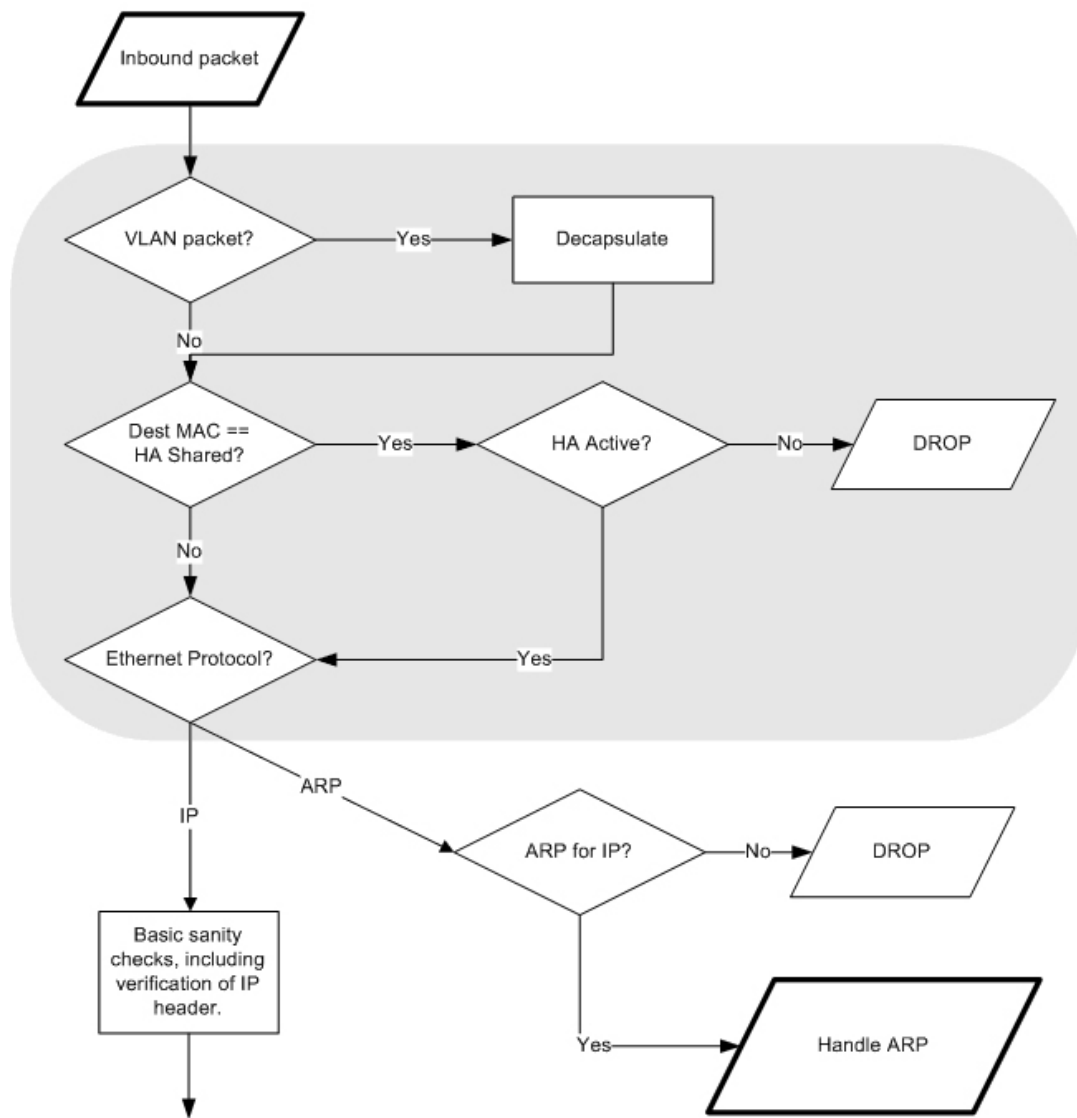 Inbound packet
VLAN packet?
Yes
Decapsulate
No
Dest MAC ==
HA Shared?
Yes
HA Active?
No
DROP
No
Ethernet Protocol?
Yes
ARP
IP
ARP for IP?
No
DROP
Basic sanity
checks, including
verification of IP
header.
Yes
Handle ARP